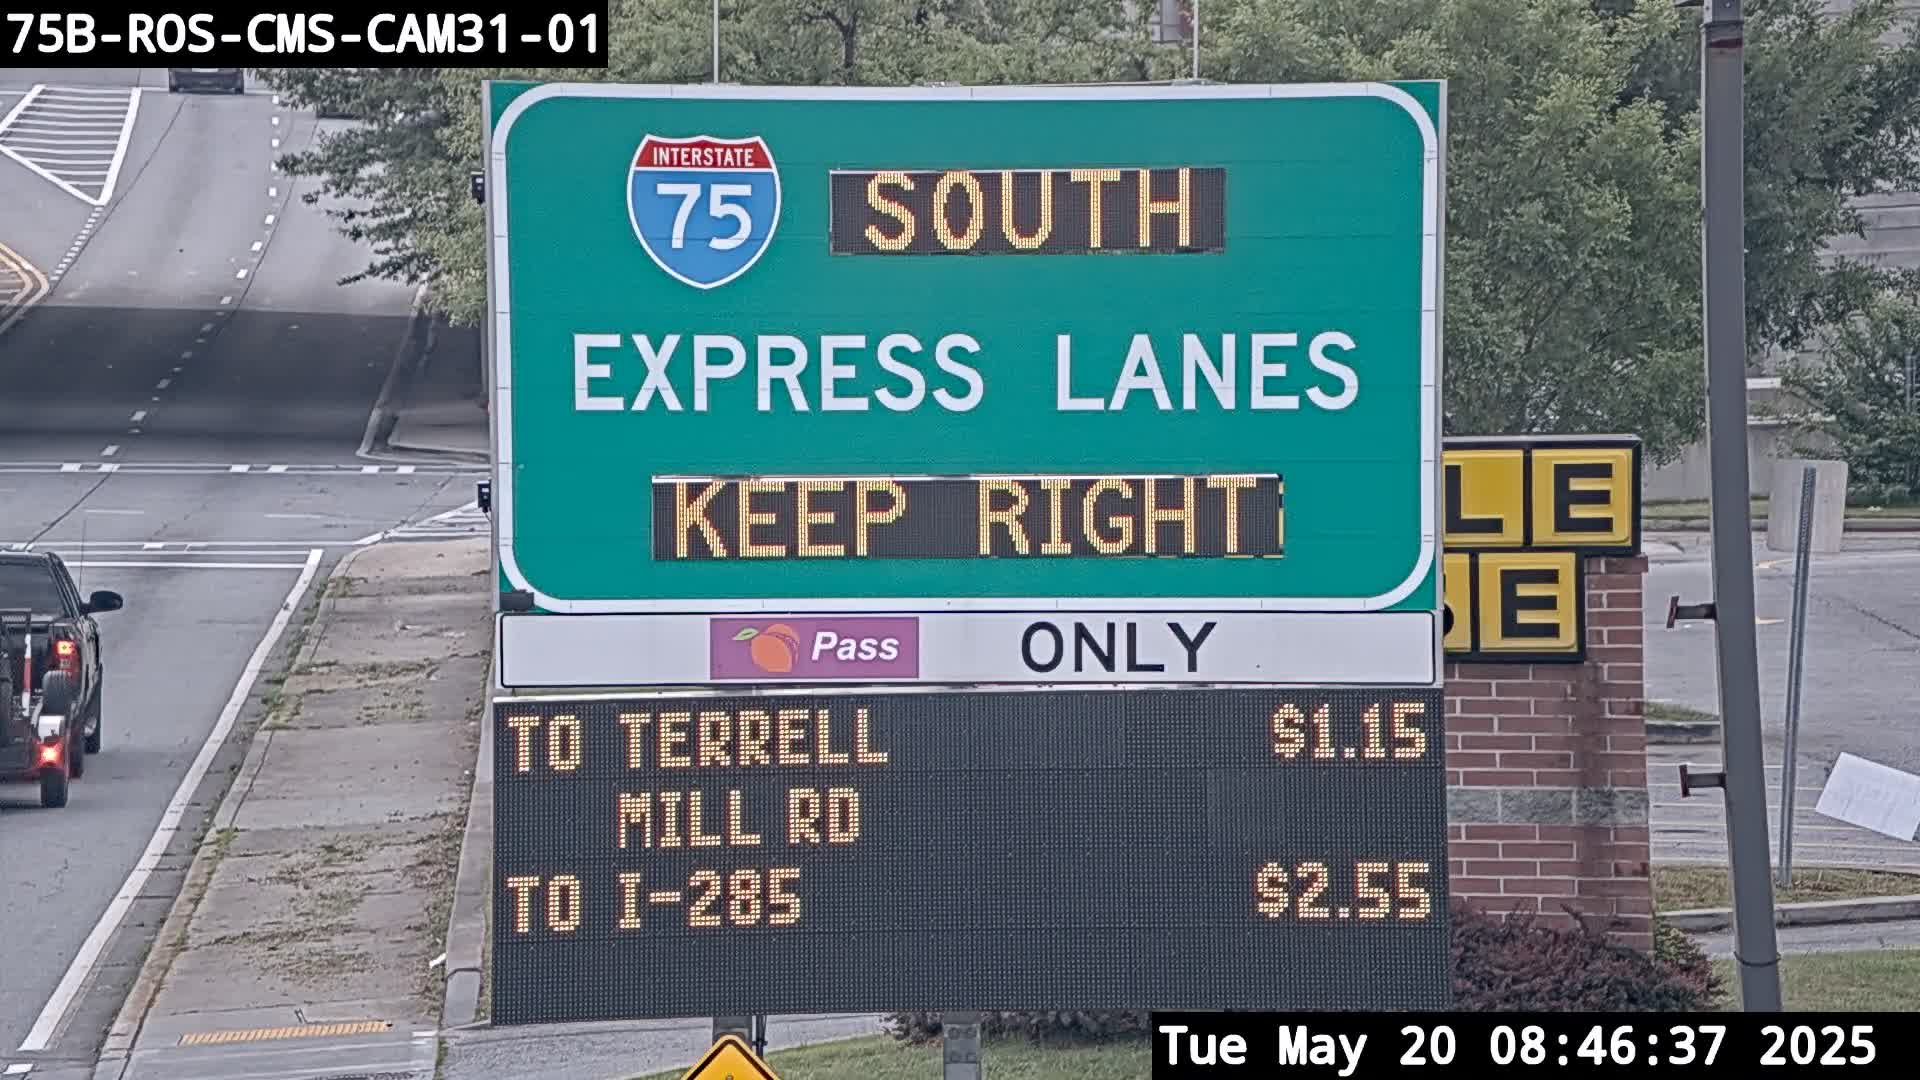 75B-ROS-CMS-CAM31-01
INTERSTATE
75
SOUTH
EXPRESS LANES
KEEP RIGHT
Pass ONLY
TO TERRELL $1.15
MILL RD
TO I-285 $2.55
LE
E
Tue May 20 08:46:37 2025